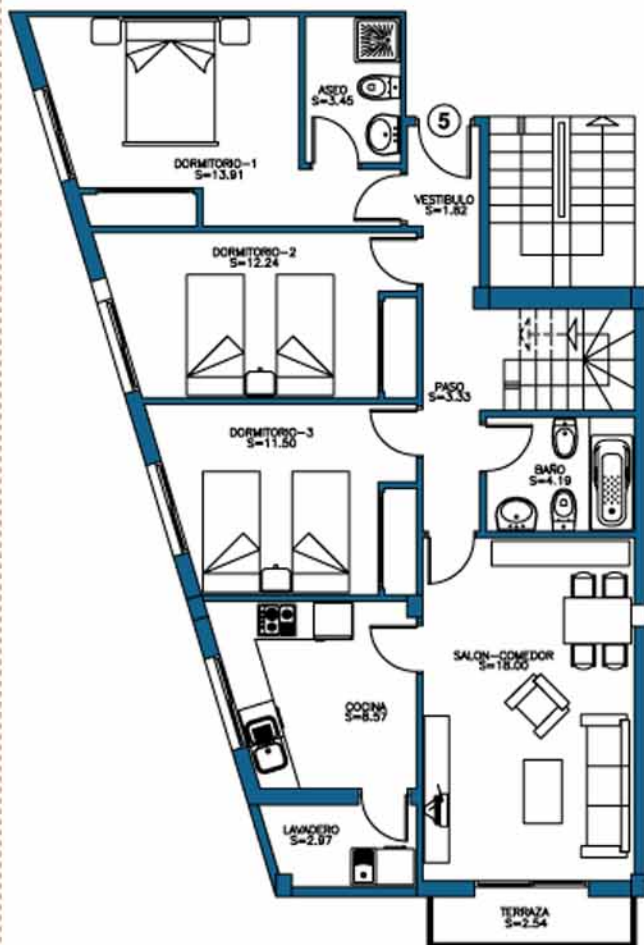 ASEO
S=3.45
5
DORMITORIO-1
S=13.91
VESTIBULO
S=1.82
DORMITORIO-2
S=12.24
PASO
S=3.33
DORMITORIO-3
S=11.50
BAÑO
S=4.19
SALON-COMEDOR
S=18.00
COCINA
S=8.57
LAVADERO
S=2.97
TERRAZA
S=2.54